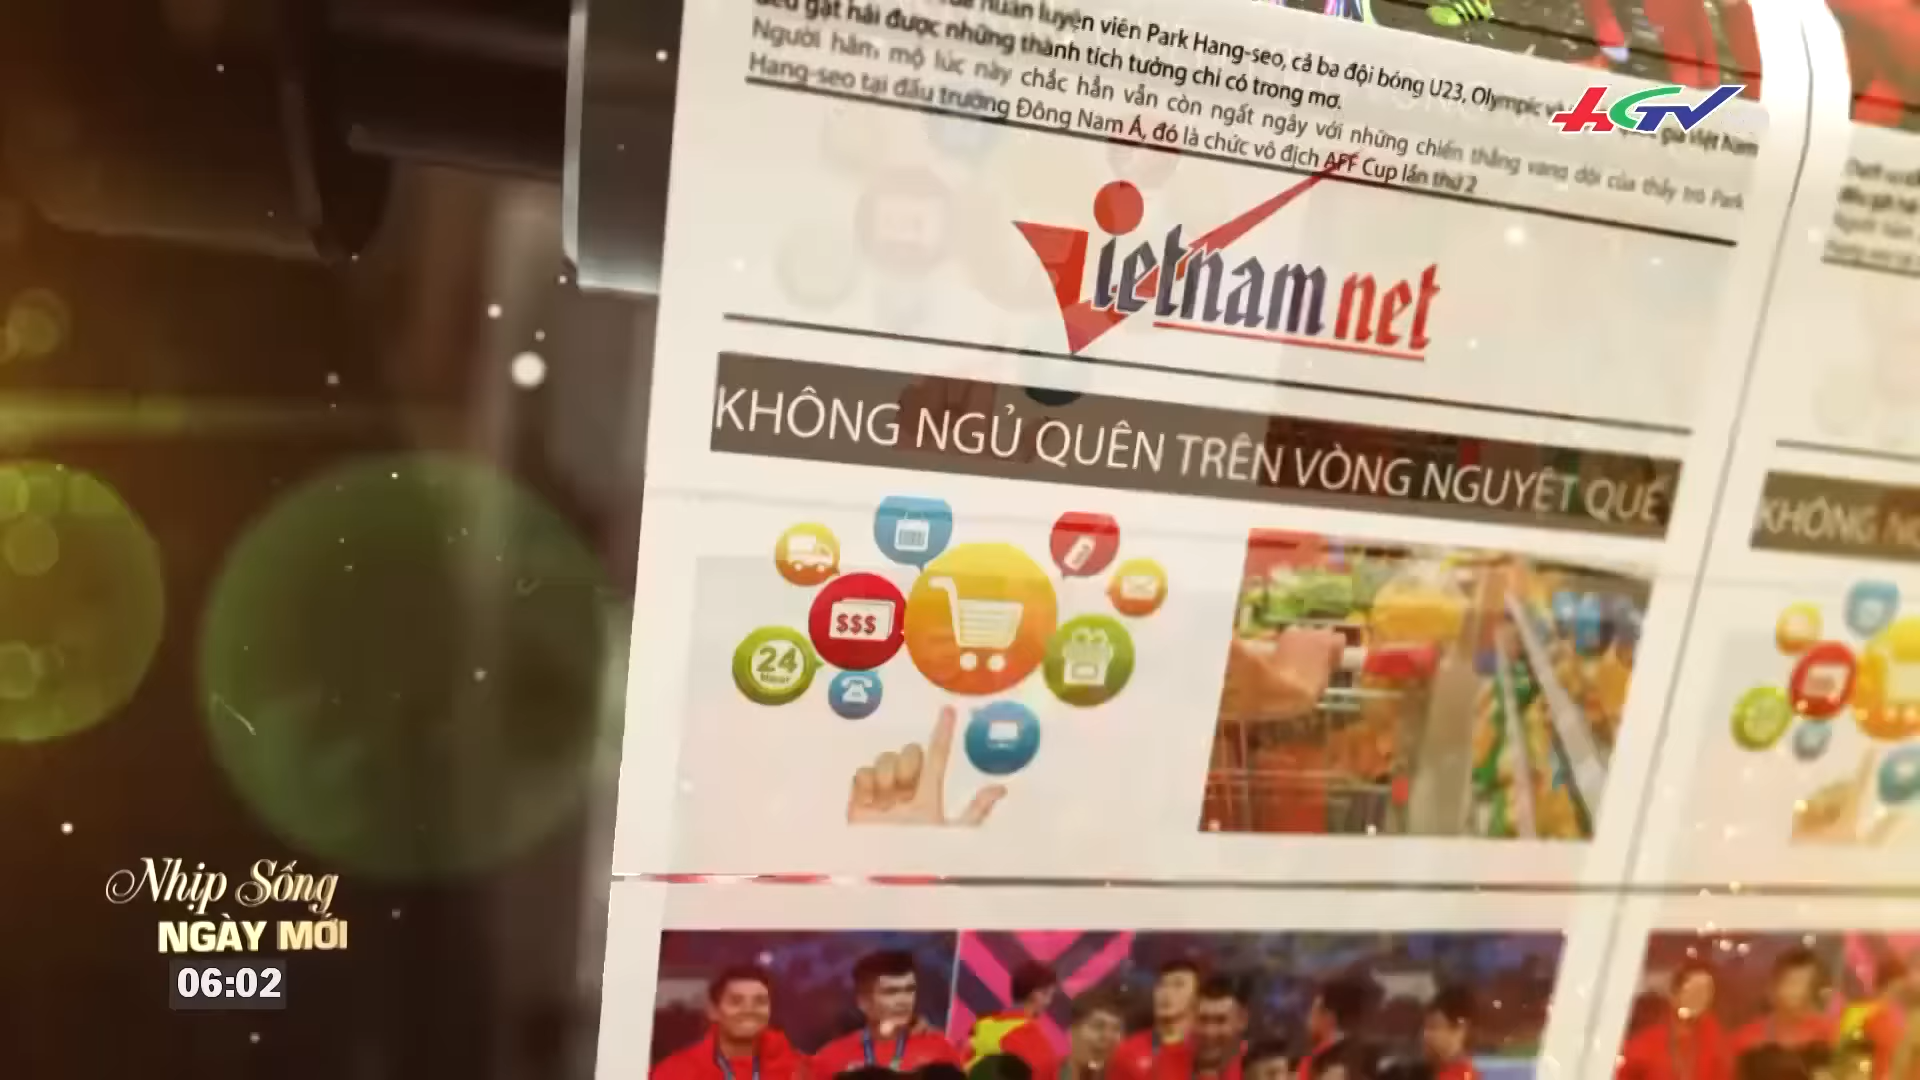 huấn luyện viên Park Hang-seo, cả ba đội bóng U23, Olympic
gặt hái được những thành tích tưởng chỉ có trong mơ.
Người hâm mộ lúc này chắc hẳn vẫn còn ngất ngây với những chiến thắng vang dội của thầy trò Park
Hang-seo tại đấu trường Đông Nam Á, đó là chức vô địch AFF Cup lần thứ 2
HGTV
Vietnamnet
KHÔNG NGỦ QUÊN TRÊN VÒNG NGUYỆT QUẾ
KHÔNG
$$$
24
Nhịp Sống
NGÀY MỚI
06:02